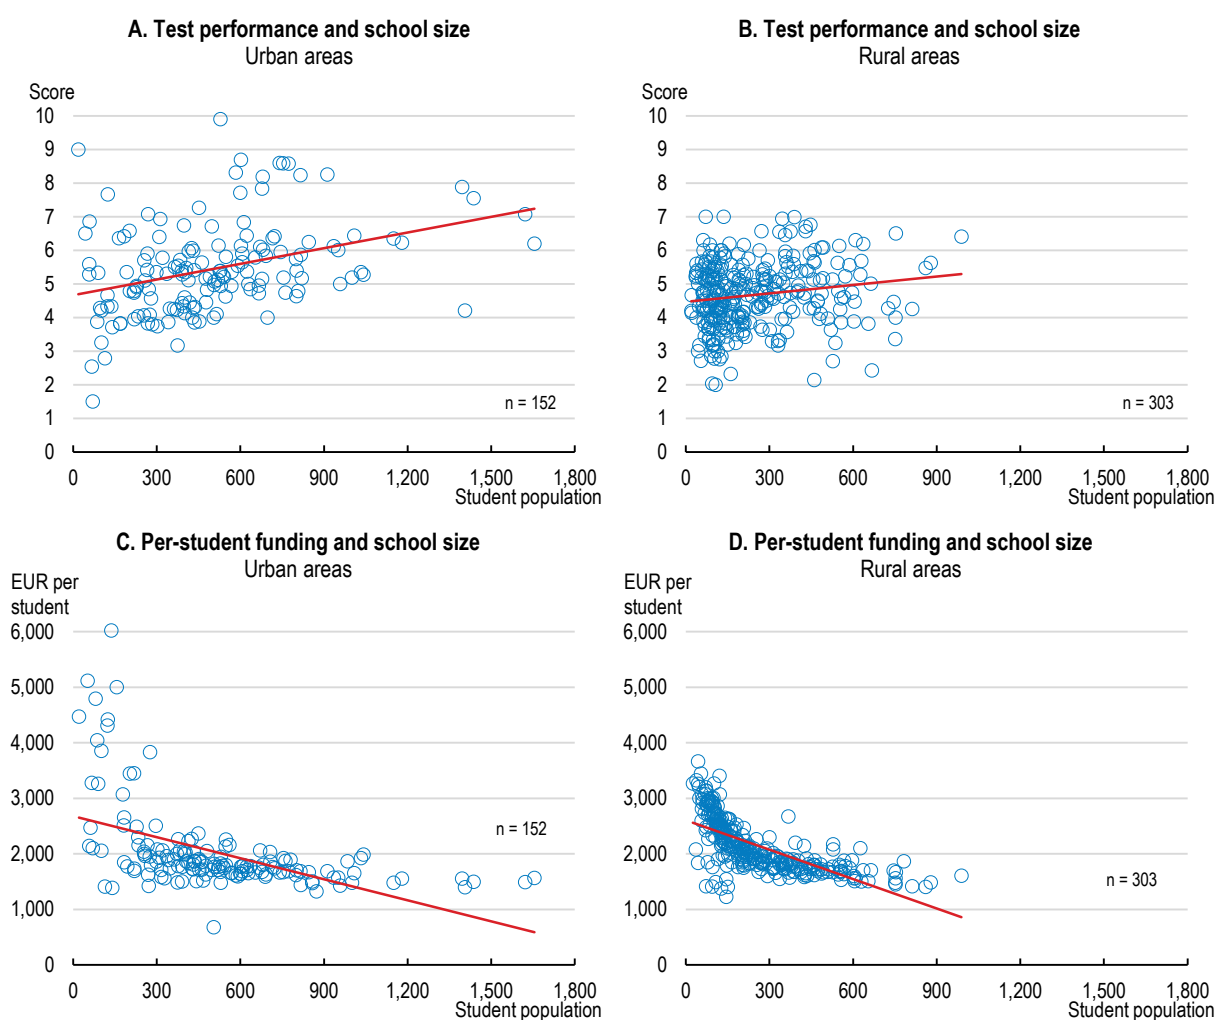 A. Test performance and school size
Urban areas
Score
10
9
8
7
6
5
4
3
2
1
0
n = 152
0 300 600 900 1,200 1,500 1,800
Student population
B. Test performance and school size
Rural areas
Score
10
9
8
7
6
5
4
3
2
1
0
n = 303
0 300 600 900 1,200 1,500 1,800
Student population
C. Per-student funding and school size
Urban areas
EUR per
student
6,000
5,000
4,000
3,000
2,000
1,000
0
n = 152
0 300 600 900 1,200 1,500 1,800
Student population
D. Per-student funding and school size
Rural areas
EUR per
student
6,000
5,000
4,000
3,000
2,000
1,000
0
n = 303
0 300 600 900 1,200 1,500 1,800
Student population